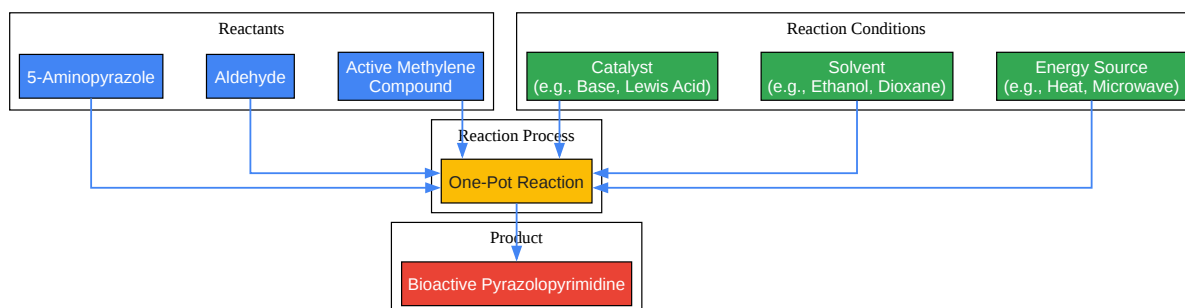 Reactants
Reaction Conditions
5-Aminopyrazole
Aldehyde
Active Methylene
Compound
Catalyst
(e.g., Base, Lewis Acid)
Solvent
(e.g., Ethanol, Dioxane)
Energy Source
(e.g., Heat, Microwave)
Reaction Process
One-Pot Reaction
Product
Bioactive Pyrazolopyrimidine